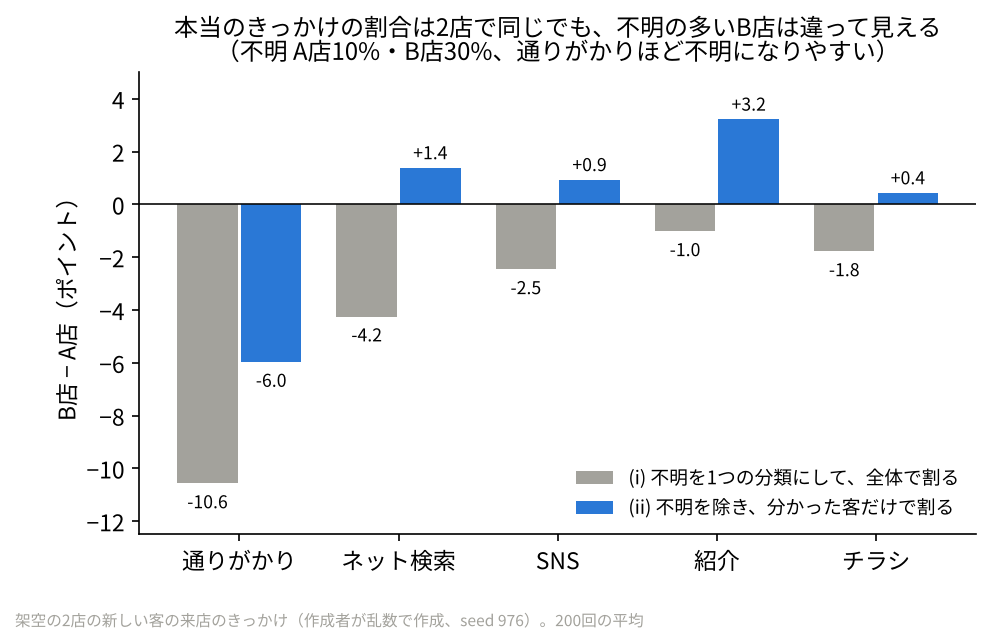 本当のきっかけの割合は2店で同じでも、不明の多いB店は違って見える
（不明 A店10%・B店30%、通りがかりほど不明になりやすい）
B店 − A店（ポイント）
4
2
0
−2
−4
−6
−8
−10
−12
-10.6
-6.0
-4.2
+1.4
-2.5
+0.9
-1.0
+3.2
-1.8
+0.4
(i) 不明を1つの分類にして、全体で割る
(ii) 不明を除き、分かった客だけで割る
通りがかり
ネット検索
SNS
紹介
チラシ
架空の2店の新しい客の来店のきっかけ（作成者が乱数で作成、seed 976）。200回の平均